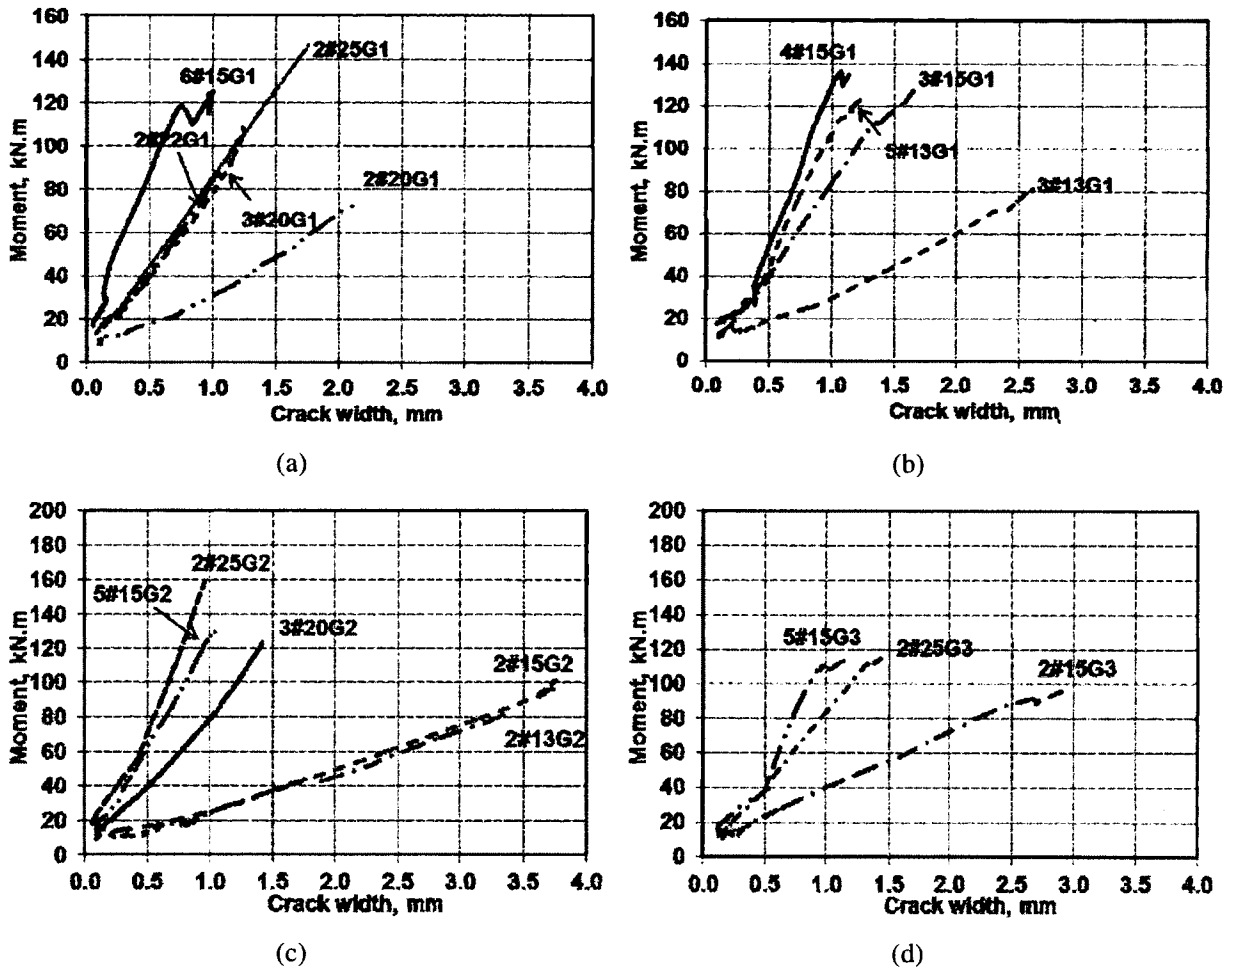 160
140
120
100
80
60
40
20
0
Moment, kN.m
6#15G1
2#25G1
2#22G1
2#20G1
3#20G1
0.0 0.5 1.0 1.5 2.0 2.5 3.0 3.5 4.0
Crack width, mm
(a)
160
140
120
100
80
60
40
20
0
Moment, kN.m
4#15G1
3#15G1
5#13G1
3#13G1
0.0 0.5 1.0 1.5 2.0 2.5 3.0 3.5 4.0
Crack width, mm
(b)
200
180
160
140
120
100
80
60
40
20
0
Moment, kN.m
2#25G2
5#15G2
3#20G2
2#15G2
2#13G2
0.0 0.5 1.0 1.5 2.0 2.5 3.0 3.5 4.0
Crack width, mm
(c)
200
180
160
140
120
100
80
60
40
20
0
Moment, kN.m
5#15G3
2#25G3
2#15G3
0.0 0.5 1.0 1.5 2.0 2.5 3.0 3.5 4.0
Crack width, mm
(d)